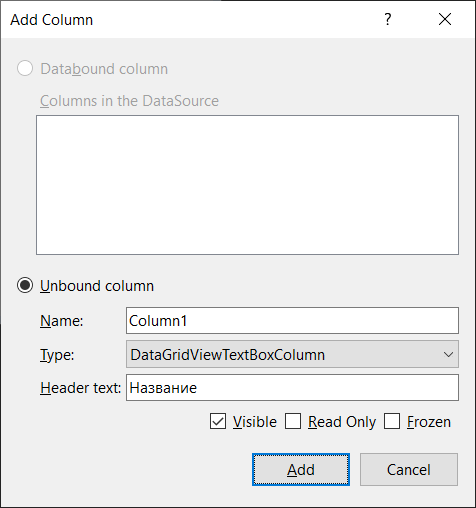 Add Column
?
Databound column
Columns in the DataSource
Unbound column
Name: Column1
Type: DataGridViewTextBoxColumn
Header text: Название
Visible Read Only Frozen
Add Cancel